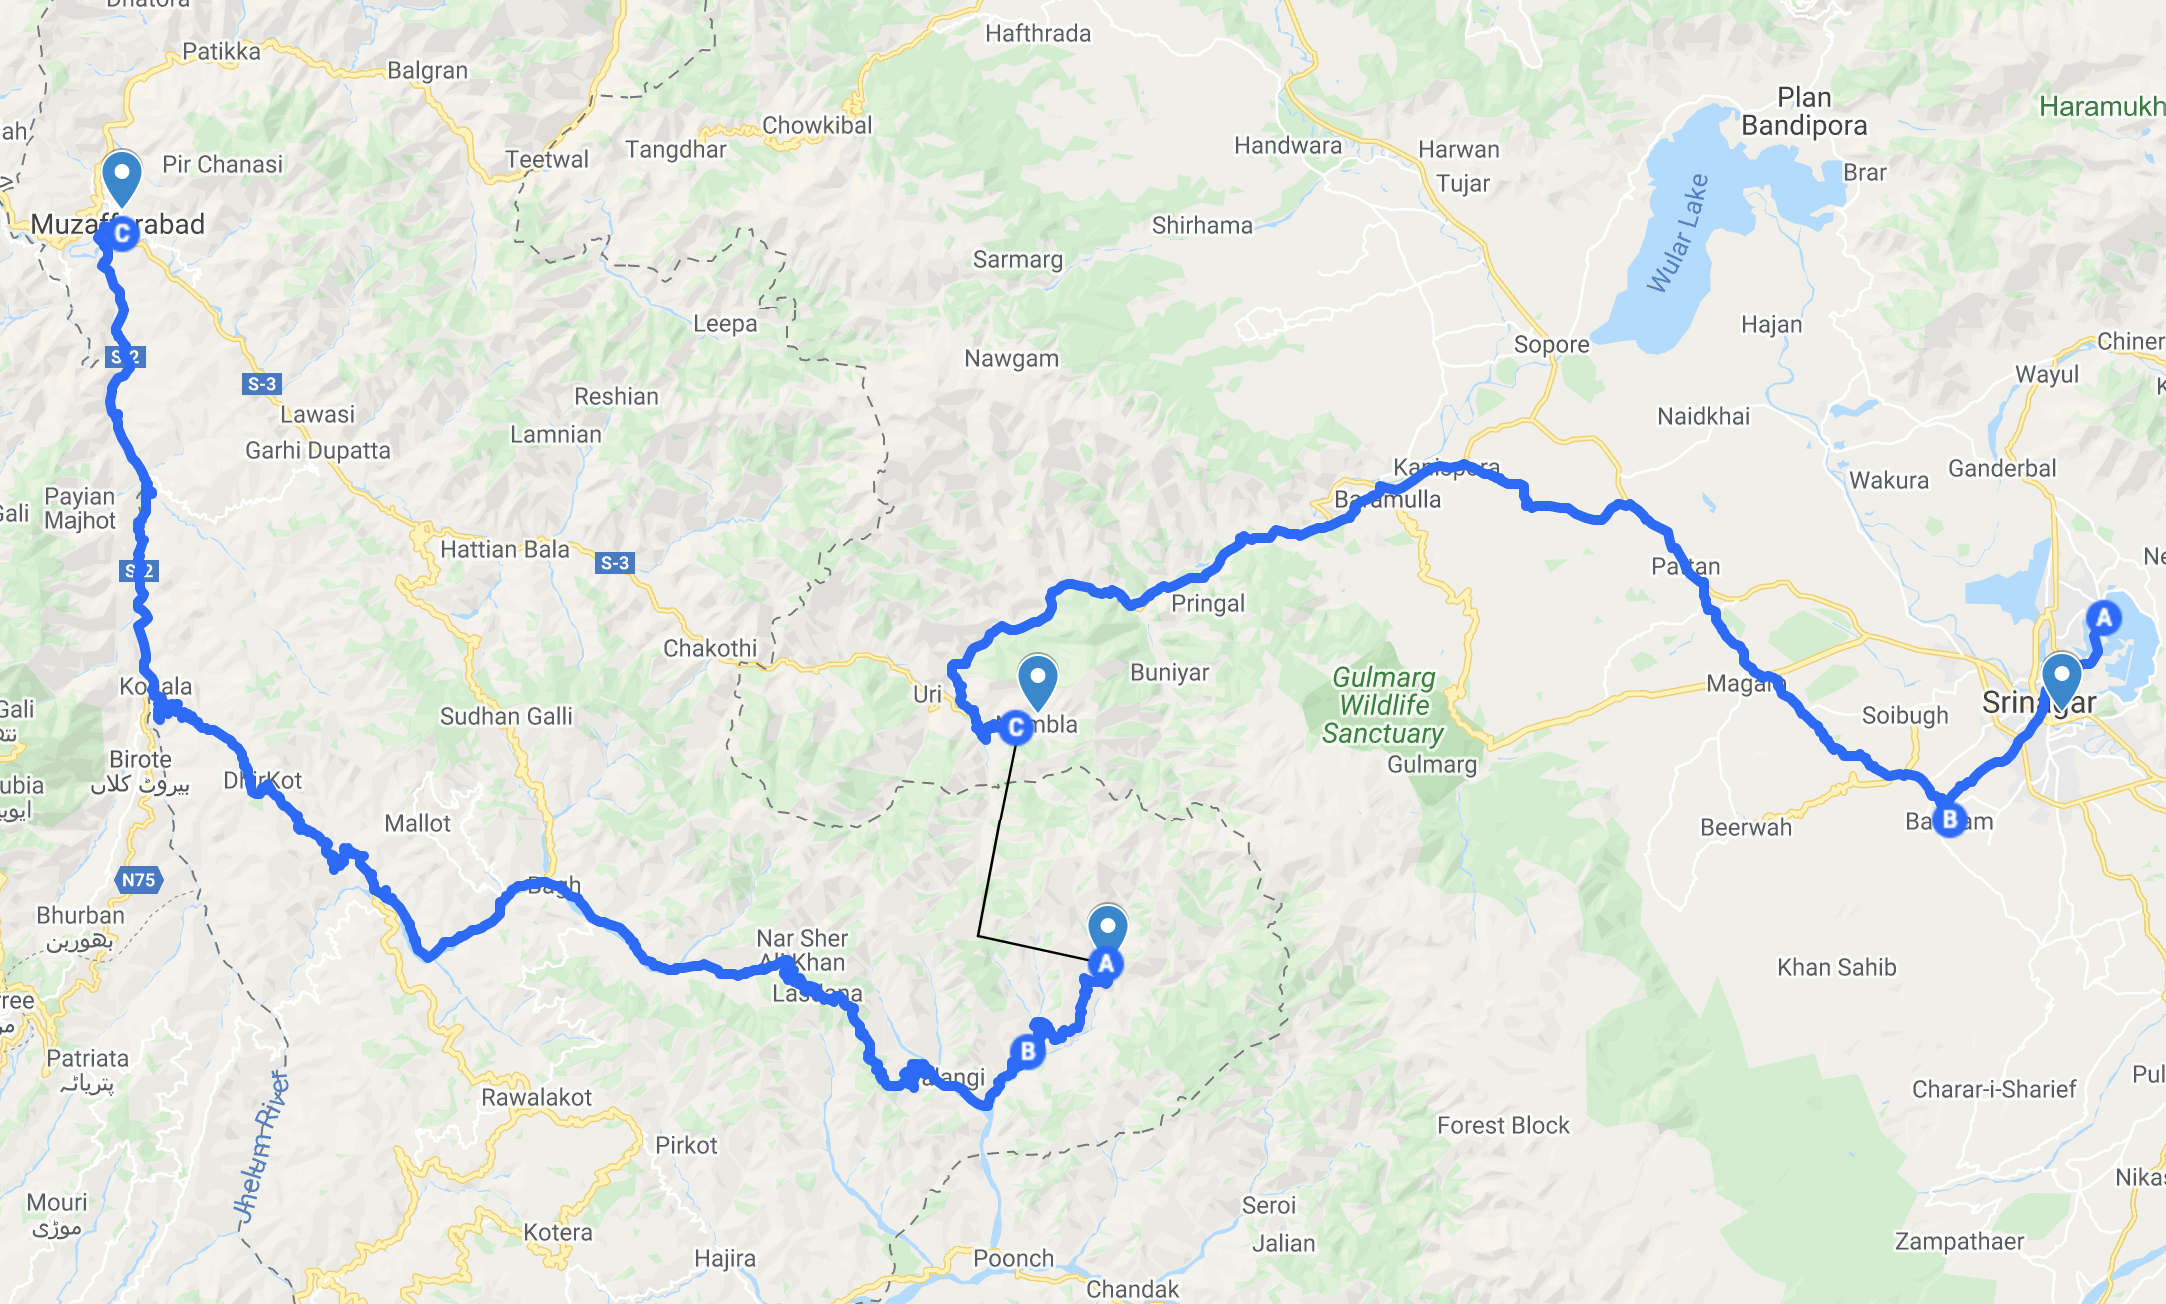 Dhatora
Patikka
Balgran
Hafthrada
Plan
Bandipora
Haramukh
Chowkibal
ah
Teetwal
Tangdhar
Handwara
Harwan
Tujar
Brar
Pir Chanasi
Wular Lake
Muzaffarabad
C
Shirhama
Sarmarg
Leepa
Nawgam
Sopore
Hajan
Chiner
S-2
S-3
Wayul
Reshian
Lawasi
Naidkhai
Lamnian
Garhi Dupatta
Kanispora
Baramulla
Ganderbal
Wakura
Payian
Majhot
Gali
Hattian Bala
S-3
S-2
Pattan
Ne
Pringal
A
Chakothi
Buniyar
Gulmarg
Wildlife
Sanctuary
Magam
Kohala
Uri
Srinagar
Gali
Sudhan Galli
Nambla
C
Soibugh
Birote
بیروٹ کلاں
Gulmarg
DhirKot
ubia
Mallot
Beerwah
B
N75
Bagh
Bhurban
بھوربن
Nar Sher
Ali Khan
Lasdana
A
Khan Sahib
ree
Patriata
پتریاٹہ
B
Pul
Rawalakot
Charar-i-Sharief
Jhelum River
Forest Block
Pirkot
Nikas
Mouri
موڑی
Seroi
Jalian
Kotera
Hajira
Poonch
Chandak
Zampathaer